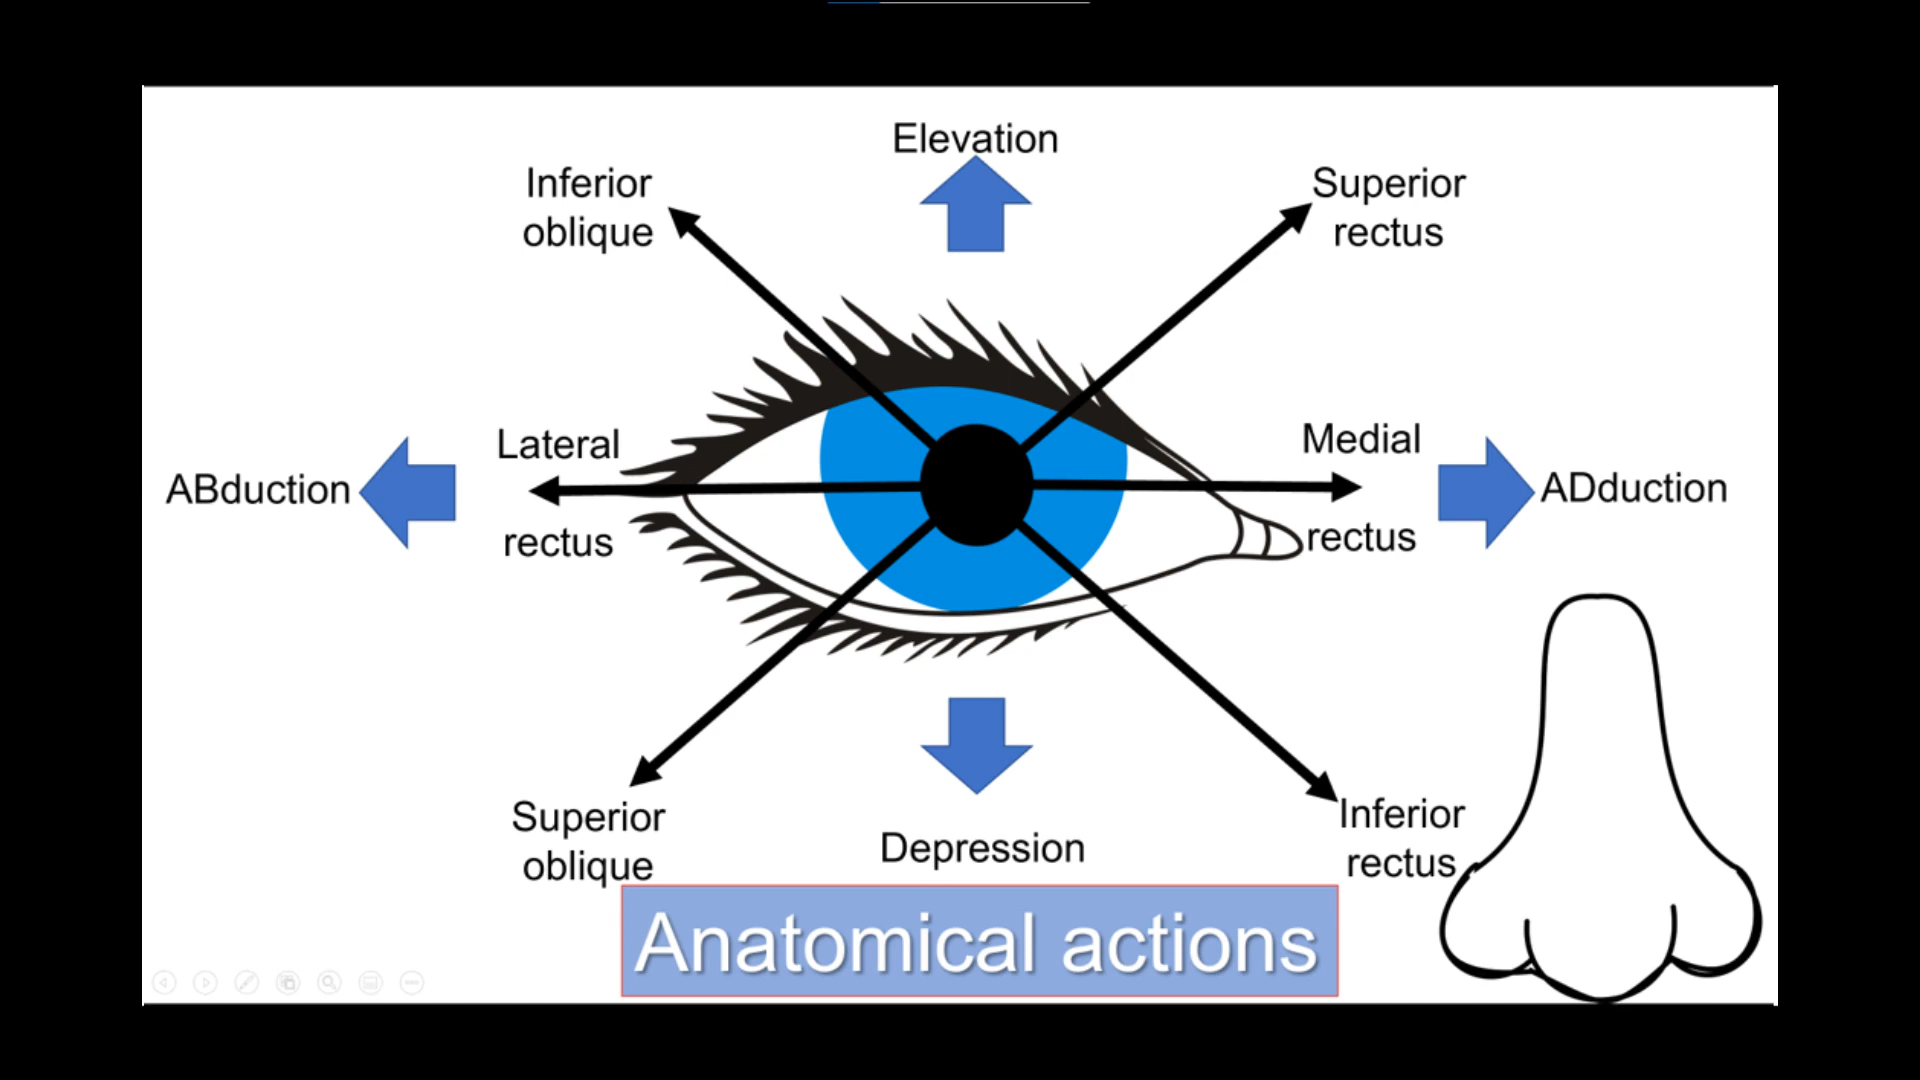 Elevation
Inferior
oblique
Superior
rectus
Lateral
rectus
Medial
rectus
ABduction
ADduction
Superior
oblique
Depression
Inferior
rectus
Anatomical actions